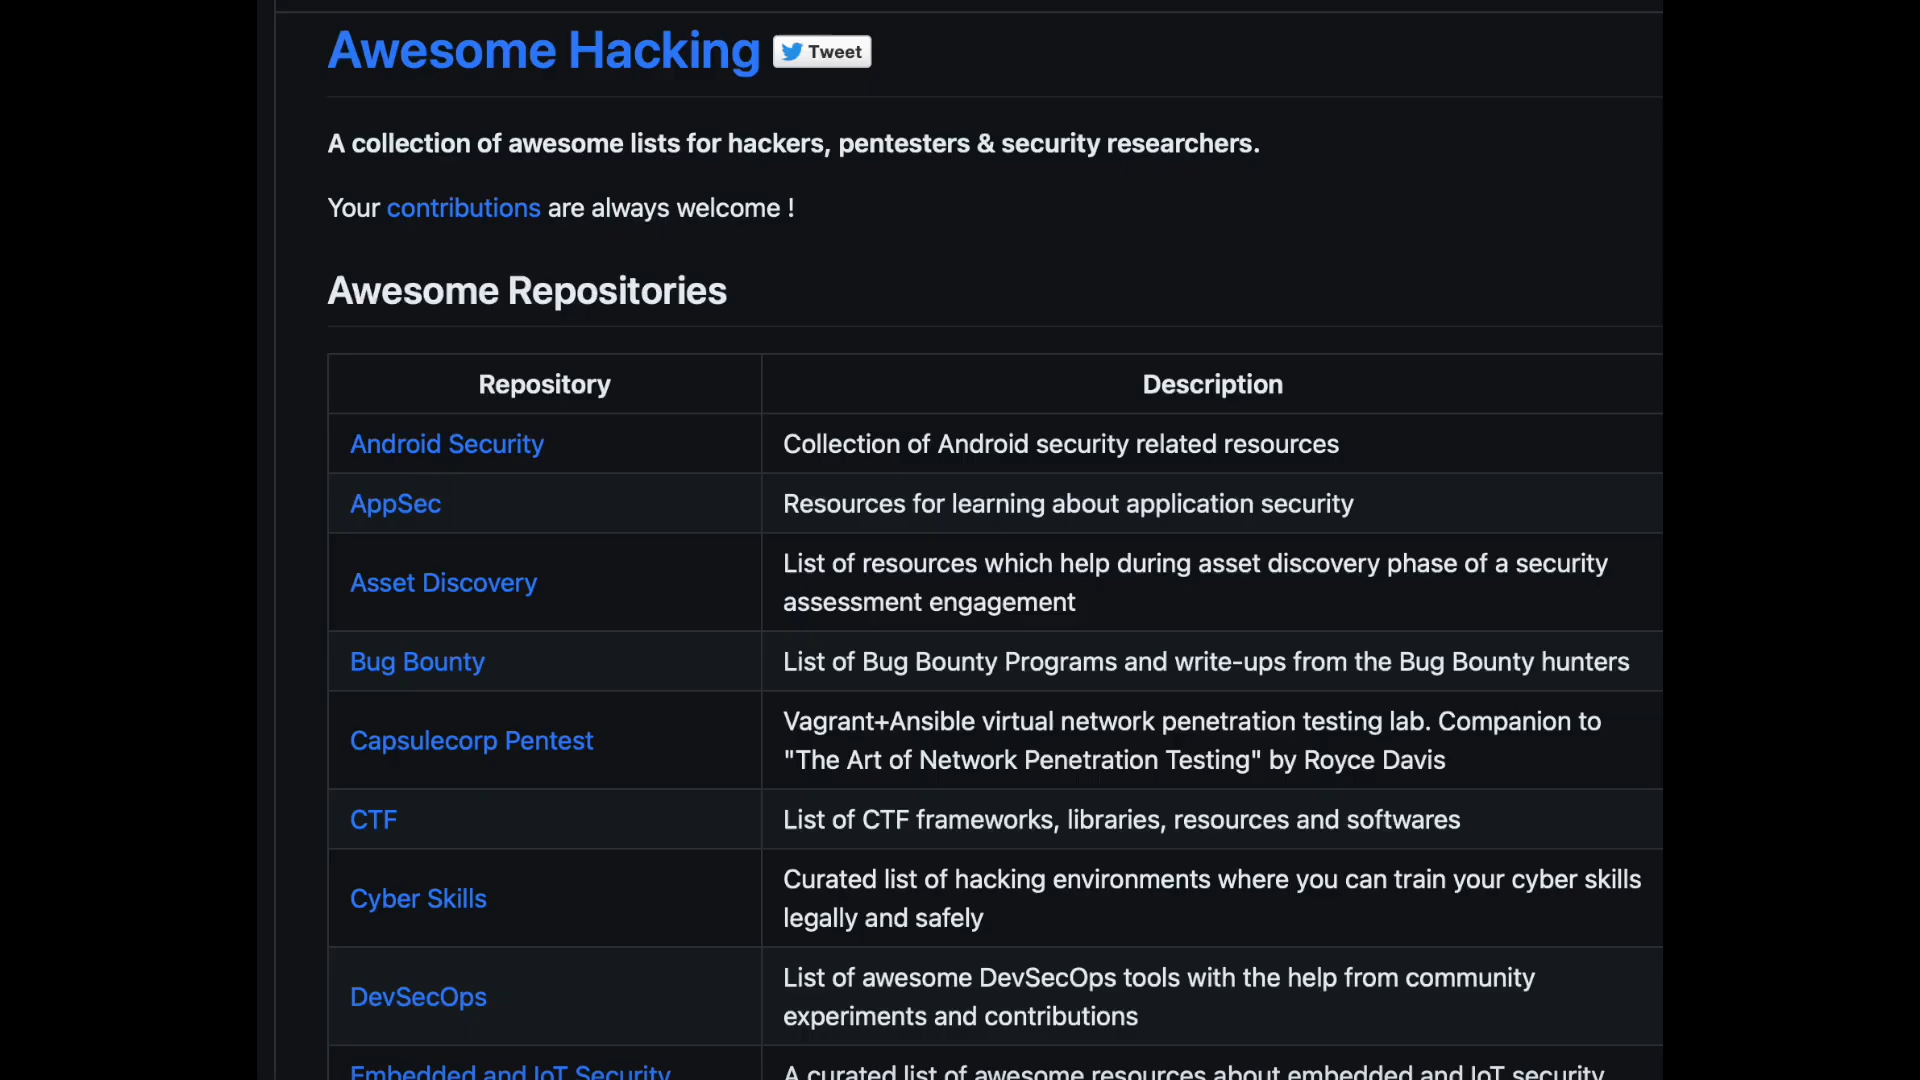 Awesome Hacking Tweet
A collection of awesome lists for hackers, pentesters & security researchers.
Your contributions are always welcome !
Awesome Repositories
Repository Description
Android Security Collection of Android security related resources
AppSec Resources for learning about application security
Asset Discovery List of resources which help during asset discovery phase of a security
assessment engagement
Bug Bounty List of Bug Bounty Programs and write-ups from the Bug Bounty hunters
Capsulecorp Pentest Vagrant+Ansible virtual network penetration testing lab. Companion to
"The Art of Network Penetration Testing" by Royce Davis
CTF List of CTF frameworks, libraries, resources and softwares
Cyber Skills Curated list of hacking environments where you can train your cyber skills
legally and safely
DevSecOps List of awesome DevSecOps tools with the help from community
experiments and contributions
Embedded and IoT Security A curated list of awesome resources about embedded and IoT security